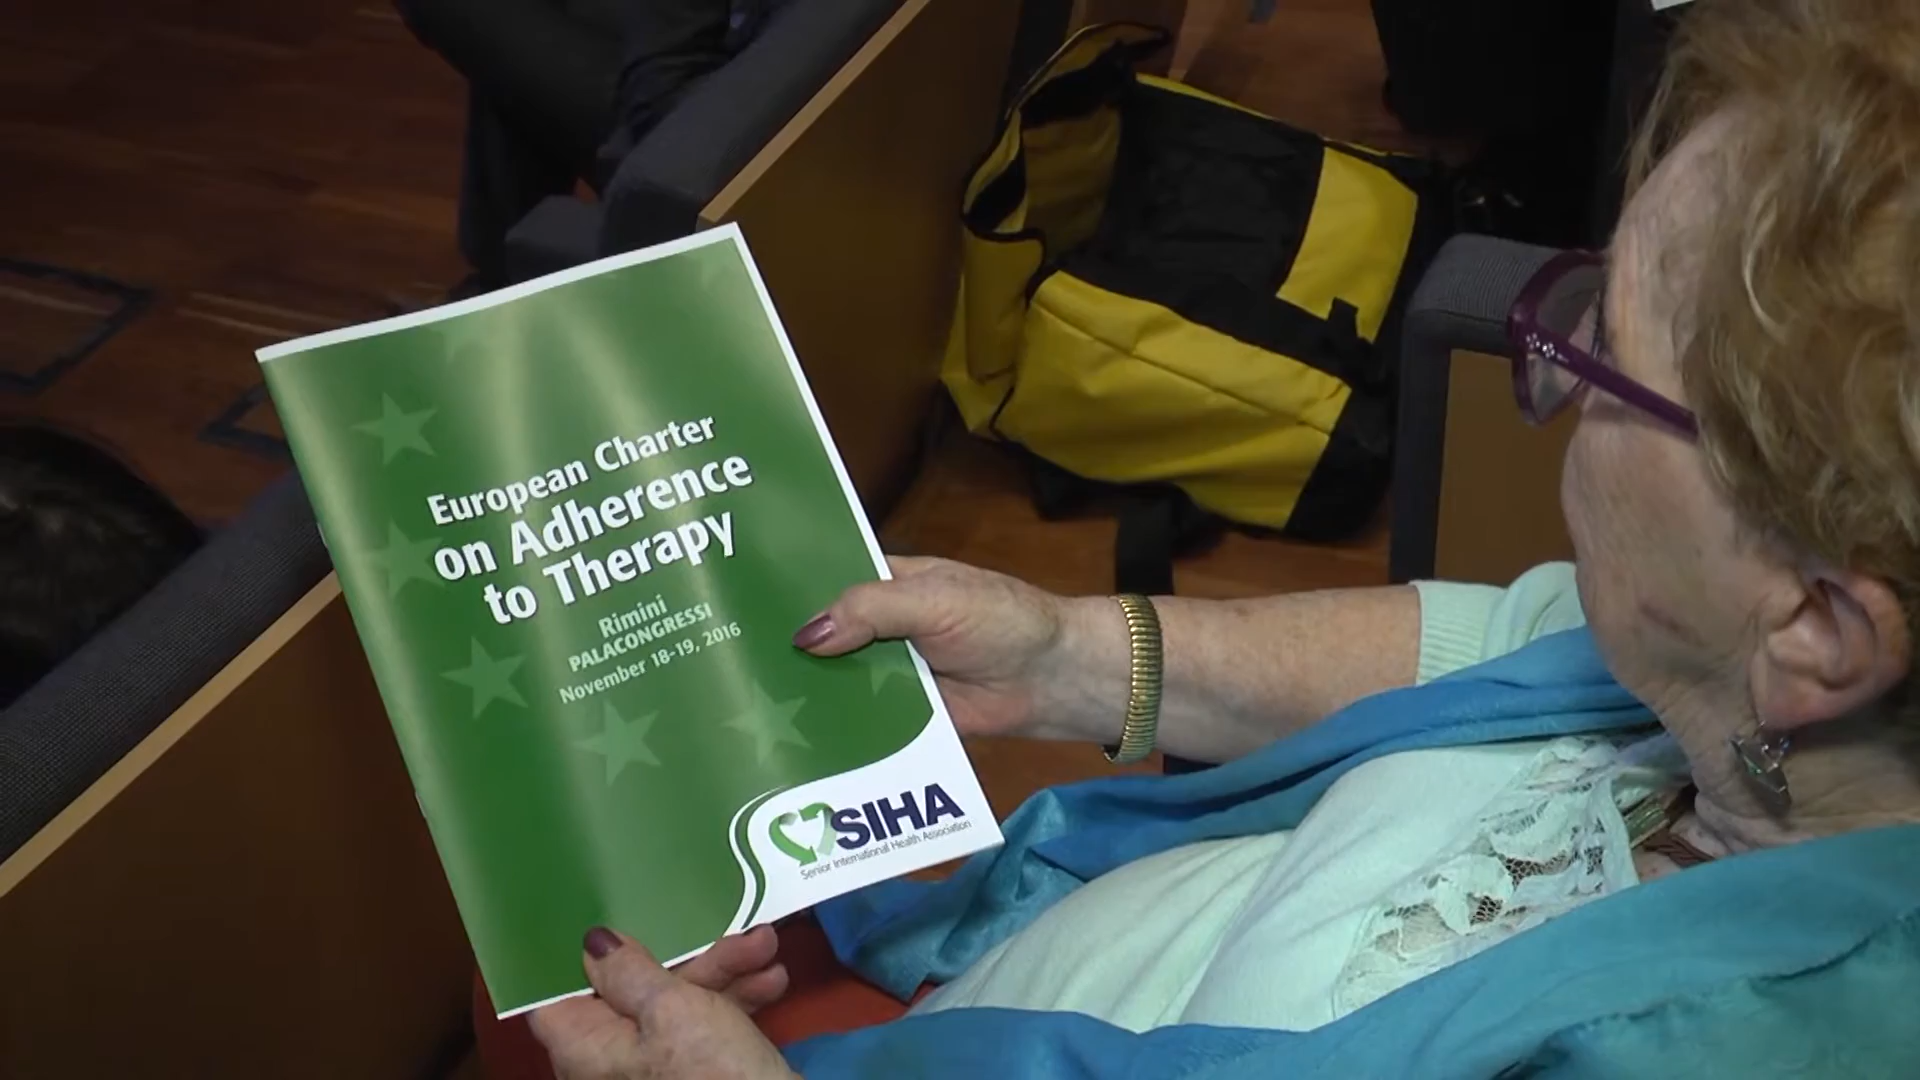 European Charter
on Adherence
to Therapy
Rimini
PALACONGRESSI
November 18-19, 2016
SIHA
Senior International Health Association